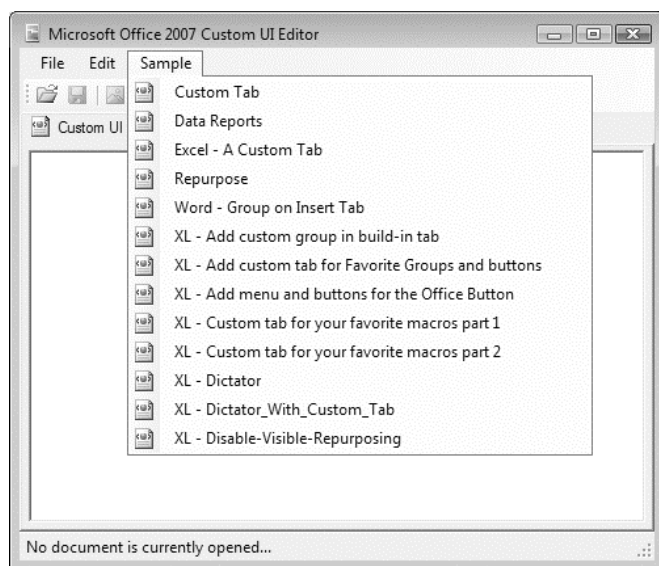 Microsoft Office 2007 Custom UI Editor
File Edit Sample
Custom UI
Custom Tab
Data Reports
Excel - A Custom Tab
Repurpose
Word - Group on Insert Tab
XL - Add custom group in build-in tab
XL - Add custom tab for Favorite Groups and buttons
XL - Add menu and buttons for the Office Button
XL - Custom tab for your favorite macros part 1
XL - Custom tab for your favorite macros part 2
XL - Dictator
XL - Dictator_With_Custom_Tab
XL - Disable-Visible-Repurposing
No document is currently opened...